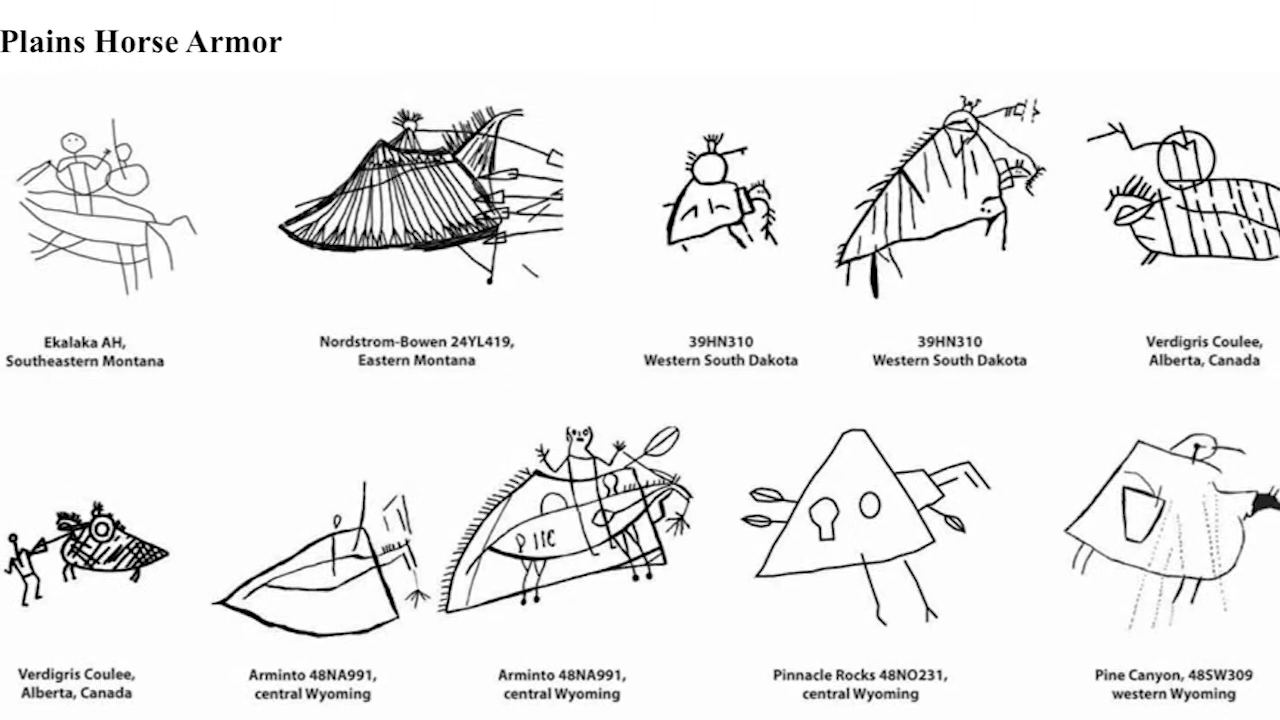 Plains Horse Armor
Ekalaka AH,
Southeastern Montana
Nordstrom-Bowen 24YL419,
Eastern Montana
39HN310
Western South Dakota
39HN310
Western South Dakota
Verdigris Coulee,
Alberta, Canada
Verdigris Coulee,
Alberta, Canada
Arminto 48NA991,
central Wyoming
Arminto 48NA991,
central Wyoming
Pinnacle Rocks 48NO231,
central Wyoming
Pine Canyon, 48SW309
western Wyoming